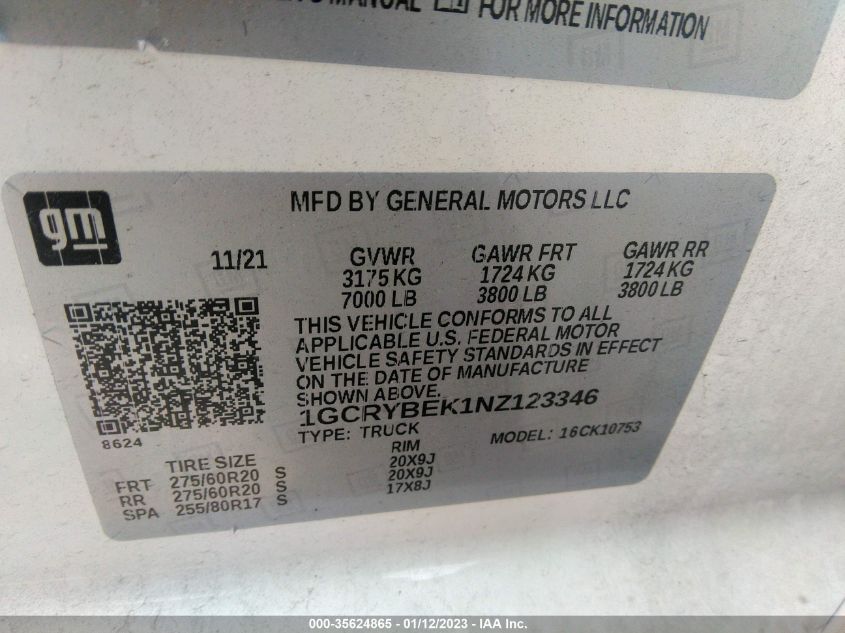 MANUAL FOR MORE INFORMATION
gm
MFD BY GENERAL MOTORS LLC
11/21 GVWR GAWR FRT GAWR RR
3175 KG 1724 KG 1724 KG
7000 LB 3800 LB 3800 LB
THIS VEHICLE CONFORMS TO ALL
APPLICABLE U.S. FEDERAL MOTOR
VEHICLE SAFETY STANDARDS IN EFFECT
ON THE DATE OF MANUFACTURE
SHOWN ABOVE.
1GCRYBEK1NZ123346
8624
TYPE: TRUCK MODEL: 16CK10753
TIRE SIZE RIM
FRT 275/60R20 S 20X9J
RR 275/60R20 S 20X9J
SPA 255/80R17 S 17X8J
000-35624865 - 01/12/2023 - IAA Inc.